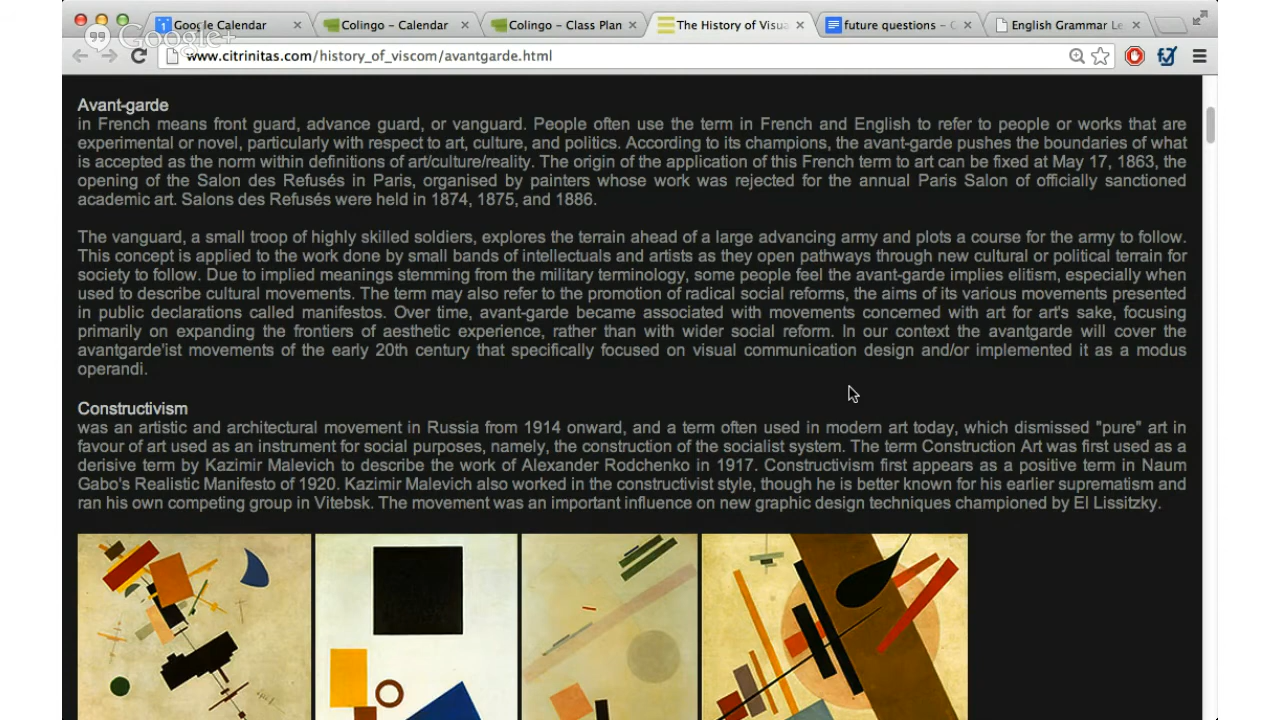 Google Calendar
Colingo - Calendar
Colingo - Class Plan
The History of Visua
future questions -
English Grammar Le
Google+
www.citrinitas.com/history_of_viscom/avantgarde.html
Avant-garde
in French means front guard, advance guard, or vanguard. People often use the term in French and English to refer to people or works that are
experimental or novel, particularly with respect to art, culture, and politics. According to its champions, the avant-garde pushes the boundaries of what
is accepted as the norm within definitions of art/culture/reality. The origin of the application of this French term to art can be fixed at May 17, 1863, the
opening of the Salon des Refusés in Paris, organised by painters whose work was rejected for the annual Paris Salon of officially sanctioned
academic art. Salons des Refusés were held in 1874, 1875, and 1886.
The vanguard, a small troop of highly skilled soldiers, explores the terrain ahead of a large advancing army and plots a course for the army to follow.
This concept is applied to the work done by small bands of intellectuals and artists as they open pathways through new cultural or political terrain for
society to follow. Due to implied meanings stemming from the military terminology, some people feel the avant-garde implies elitism, especially when
used to describe cultural movements. The term may also refer to the promotion of radical social reforms, the aims of its various movements presented
in public declarations called manifestos. Over time, avant-garde became associated with movements concerned with art for art's sake, focusing
primarily on expanding the frontiers of aesthetic experience, rather than with wider social reform. In our context the avantgarde will cover the
avantgarde'ist movements of the early 20th century that specifically focused on visual communication design and/or implemented it as a modus
operandi.
Constructivism
was an artistic and architectural movement in Russia from 1914 onward, and a term often used in modern art today, which dismissed "pure" art in
favour of art used as an instrument for social purposes, namely, the construction of the socialist system. The term Construction Art was first used as a
derisive term by Kazimir Malevich to describe the work of Alexander Rodchenko in 1917. Constructivism first appears as a positive term in Naum
Gabo's Realistic Manifesto of 1920. Kazimir Malevich also worked in the constructivist style, though he is better known for his earlier suprematism and
ran his own competing group in Vitebsk. The movement was an important influence on new graphic design techniques championed by El Lissitzky.